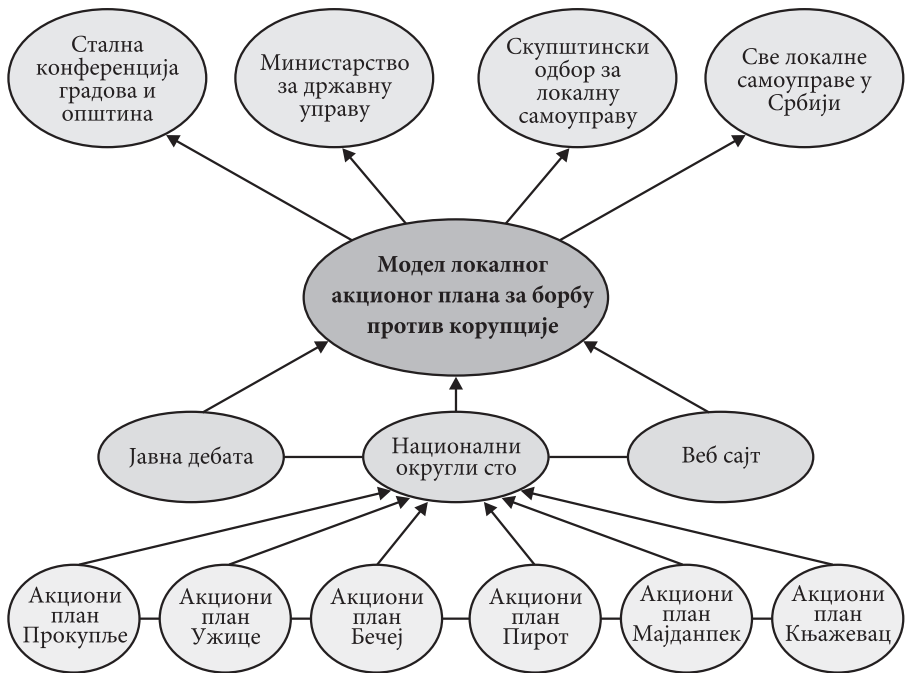 Стална
конференција
градова и
општина
Министарство
за државну
управу
Скупштински
одбор за
локалну
самоуправу
Све локалне
самоуправе у
Србији
Модел локалног
акционог плана за борбу
против корупције
Јавна дебата
Национални
округли сто
Веб сајт
Акциони
план
Прокупље
Акциони
план
Ужице
Акциони
план
Бечеј
Акциони
план
Пирот
Акциони
план
Мајданпек
Акциони
план
Књажевац